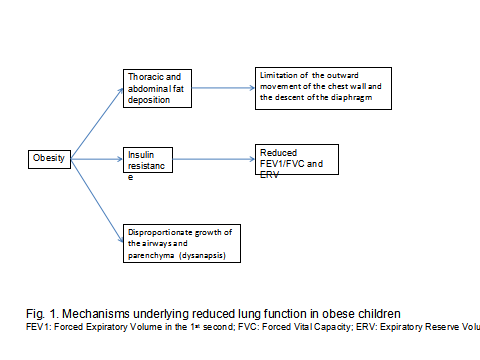 Thoracic and
abdominal fat
deposition
Limitation of the outward
movement of the chest wall and
the descent of the diaphragm
Obesity
Insulin
resistanc
e
Reduced
FEV1/FVC and
ERV
Disproportionate growth of
the airways and
parenchyma (dysanapsis)
Fig. 1. Mechanisms underlying reduced lung function in obese children
FEV1: Forced Expiratory Volume in the 1st second; FVC: Forced Vital Capacity; ERV: Expiratory Reserve Volu